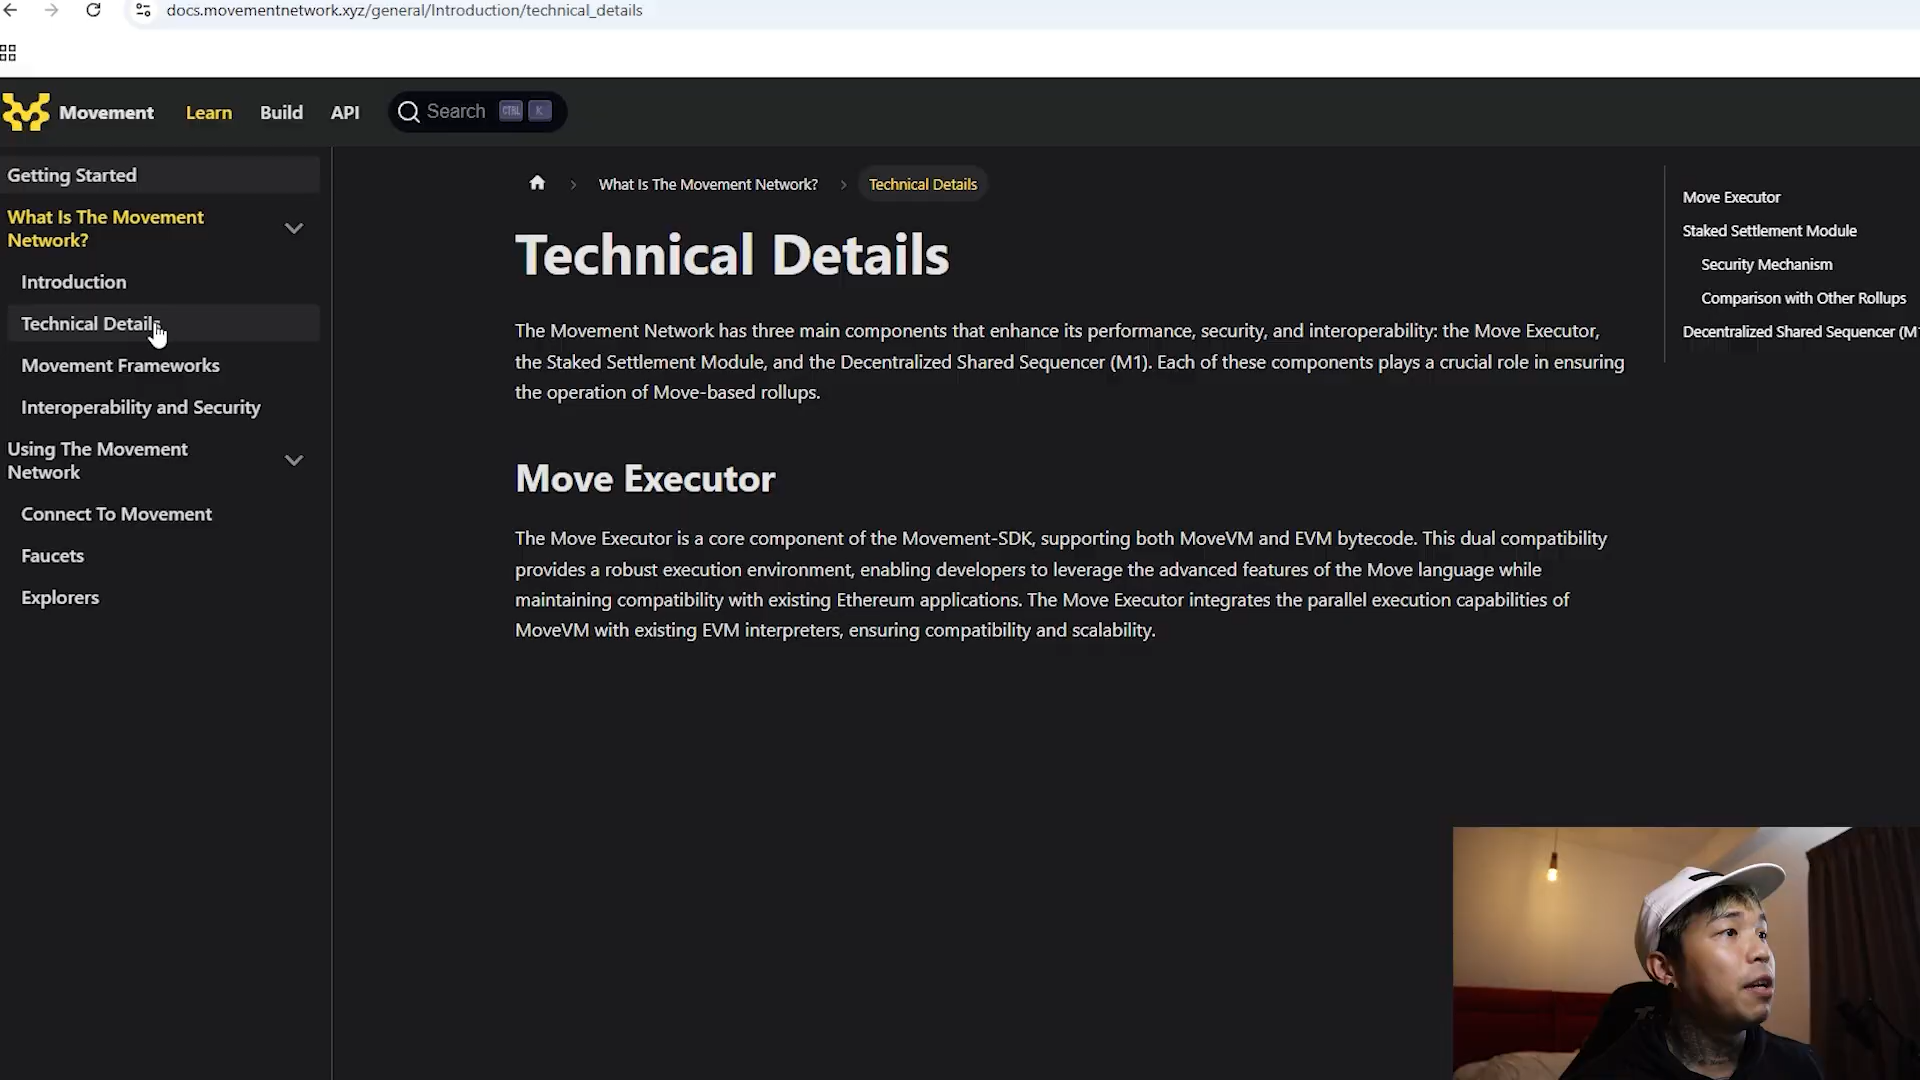 docs.movementnetwork.xyz/general/Introduction/technical_details
Movement
Learn
Build
API
Search
CTRL
K
Getting Started
What Is The Movement
Network?
Introduction
Technical Details
Movement Frameworks
Interoperability and Security
Using The Movement
Network
Connect To Movement
Faucets
Explorers
What Is The Movement Network?
Technical Details
Technical Details
The Movement Network has three main components that enhance its performance, security, and interoperability: the Move Executor,
the Staked Settlement Module, and the Decentralized Shared Sequencer (M1). Each of these components plays a crucial role in ensuring
the operation of Move-based rollups.
Move Executor
The Move Executor is a core component of the Movement-SDK, supporting both MoveVM and EVM bytecode. This dual compatibility
provides a robust execution environment, enabling developers to leverage the advanced features of the Move language while
maintaining compatibility with existing Ethereum applications. The Move Executor integrates the parallel execution capabilities of
MoveVM with existing EVM interpreters, ensuring compatibility and scalability.
Move Executor
Staked Settlement Module
Security Mechanism
Comparison with Other Rollups
Decentralized Shared Sequencer (M1